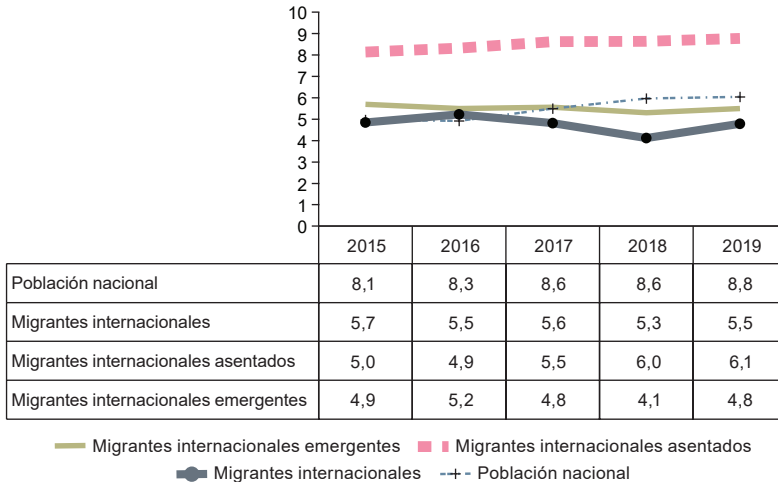 10
9
8
7
6
5
4
3
2
1
0
2015 2016 2017 2018 2019
Población nacional 8,1 8,3 8,6 8,6 8,8
Migrantes internacionales 5,7 5,5 5,6 5,3 5,5
Migrantes internacionales asentados 5,0 4,9 5,5 6,0 6,1
Migrantes internacionales emergentes 4,9 5,2 4,8 4,1 4,8
Migrantes internacionales emergentes Migrantes internacionales asentados
Migrantes internacionales Población nacional